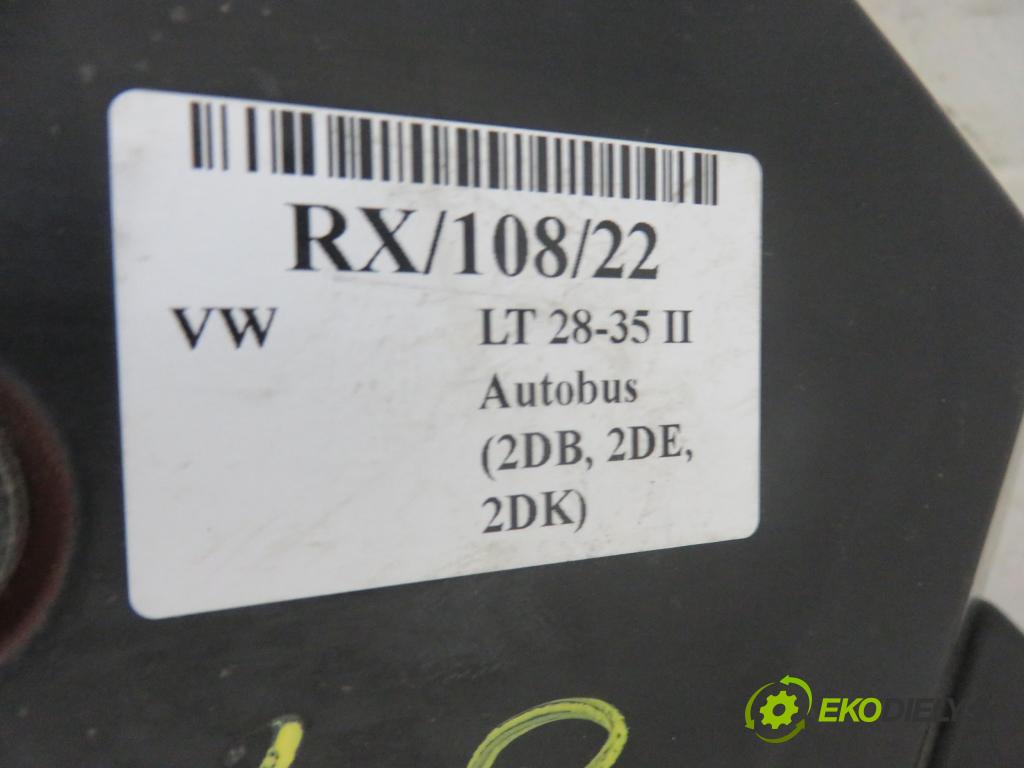 RX/108/22
VW LT 28-35 II
Autobus
(2DB, 2DE,
2DK)
EKODIELY